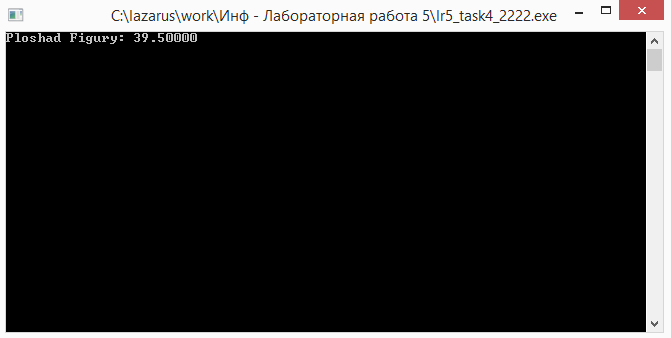 C:\lazarus\work\Инф - Лабораторная работа 5\lr5_task4_2222.exe
Ploshad Figury: 39.50000